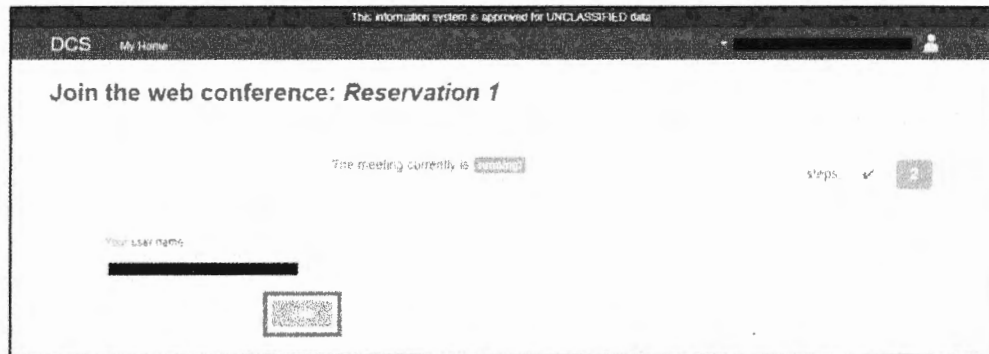 This information system is approved for UNCLASSIFIED data
DCS My Home
Join the web conference: Reservation 1
The meeting currently is
steps: ✔ 2
Your user name